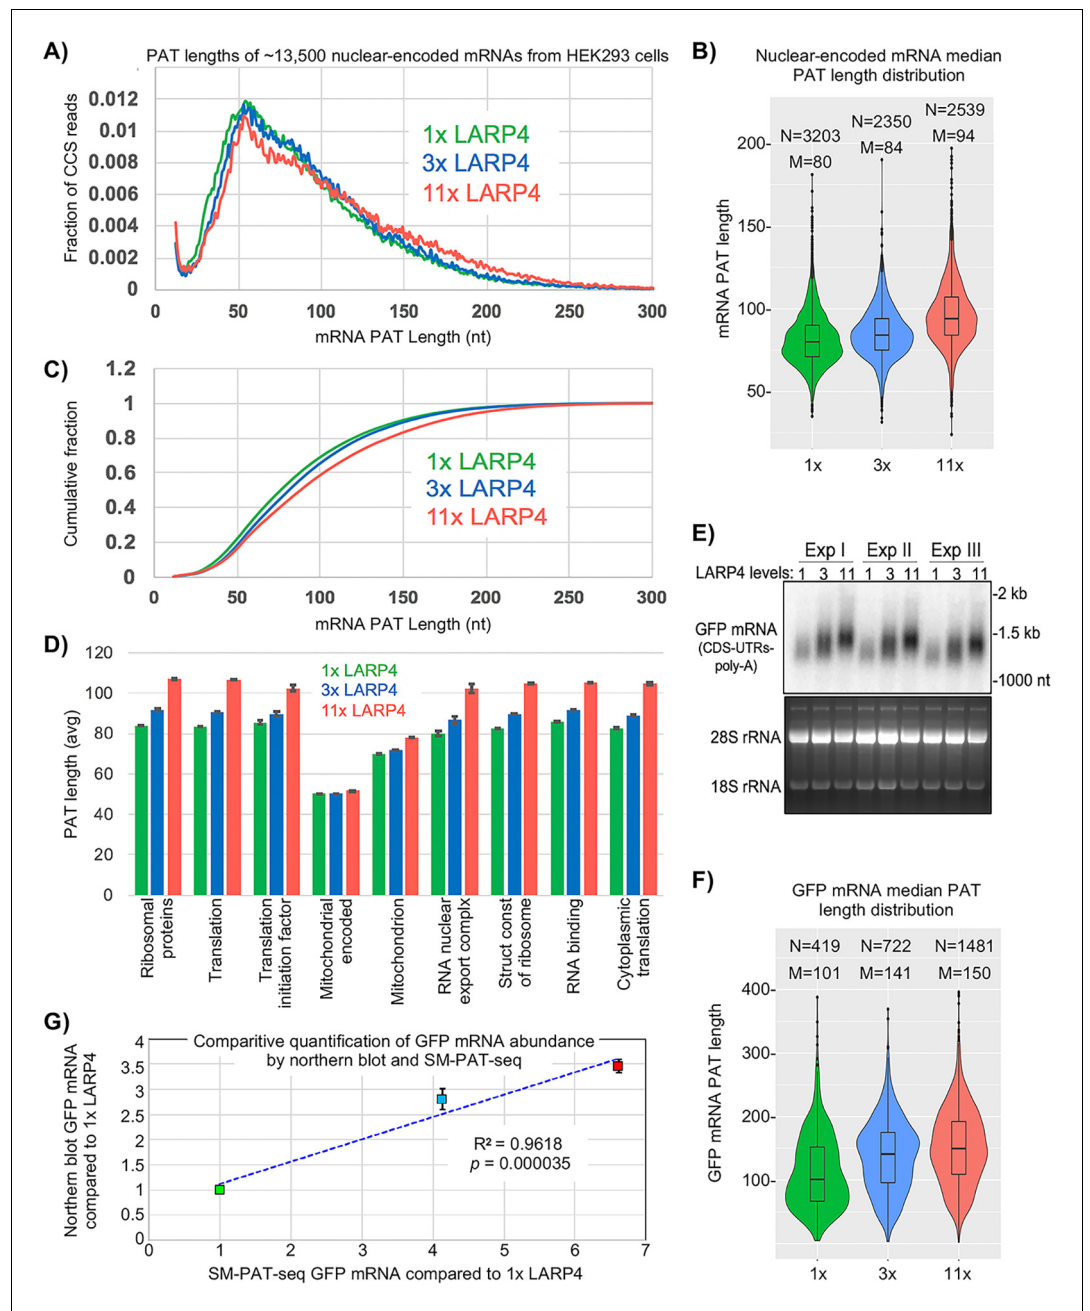 A)
PAT lengths of ~13,500 nuclear-encoded mRNAs from HEK293 cells
Fraction of CCS reads
0.012
0.01
0.008
0.006
0.004
0.002
0
1x LARP4
3x LARP4
11x LARP4
0 50 100 150 200 250 300
mRNA PAT Length (nt)
B)
Nuclear-encoded mRNA median
PAT length distribution
mRNA PAT length
200-
150-
100-
50-
N=3203
M=80
N=2350
M=84
N=2539
M=94
1x 3x 11x
C)
Cumulative fraction
1.2
1
0.8
0.6
0.4
0.2
0
1x LARP4
3x LARP4
11x LARP4
0 50 100 150 200 250 300
mRNA PAT Length (nt)
D)
PAT length (avg)
120
100
80
60
40
20
0
1x LARP4
3x LARP4
11x LARP4
Ribosomal
proteins
Translation
Translation
initiation factor
Mitochondrial
encoded
Mitochondrion
RNA nuclear
export complx
Struct const
of ribosome
RNA binding
Cytoplasmic
translation
E)
Exp I Exp II Exp III
LARP4 levels: 1 3 11 1 3 11 1 3 11
GFP mRNA
(CDS-UTRs-
poly-A)
-2 kb
-1.5 kb
-1000 nt
28S rRNA
18S rRNA
F)
GFP mRNA median PAT
length distribution
GFP mRNA PAT length
400-
300-
200-
100-
N=419
M=101
N=722
M=141
N=1481
M=150
1x 3x 11x
G)
Comparitive quantification of GFP mRNA abundance
by northern blot and SM-PAT-seq
Northern blot GFP mRNA
compared to 1x LARP4
4
3.5
3
2.5
2
1.5
1
0.5
0
R² = 0.9618
p = 0.000035
0 1 2 3 4 5 6 7
SM-PAT-seq GFP mRNA compared to 1x LARP4